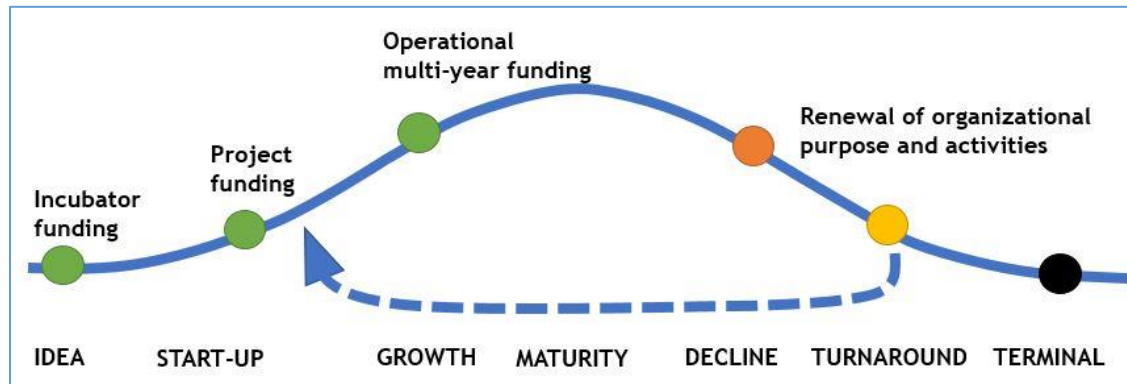 Operational
multi-year funding
Renewal of organizational
purpose and activities
Project
funding
Incubator
funding
IDEA START-UP GROWTH MATURITY DECLINE TURNAROUND TERMINAL